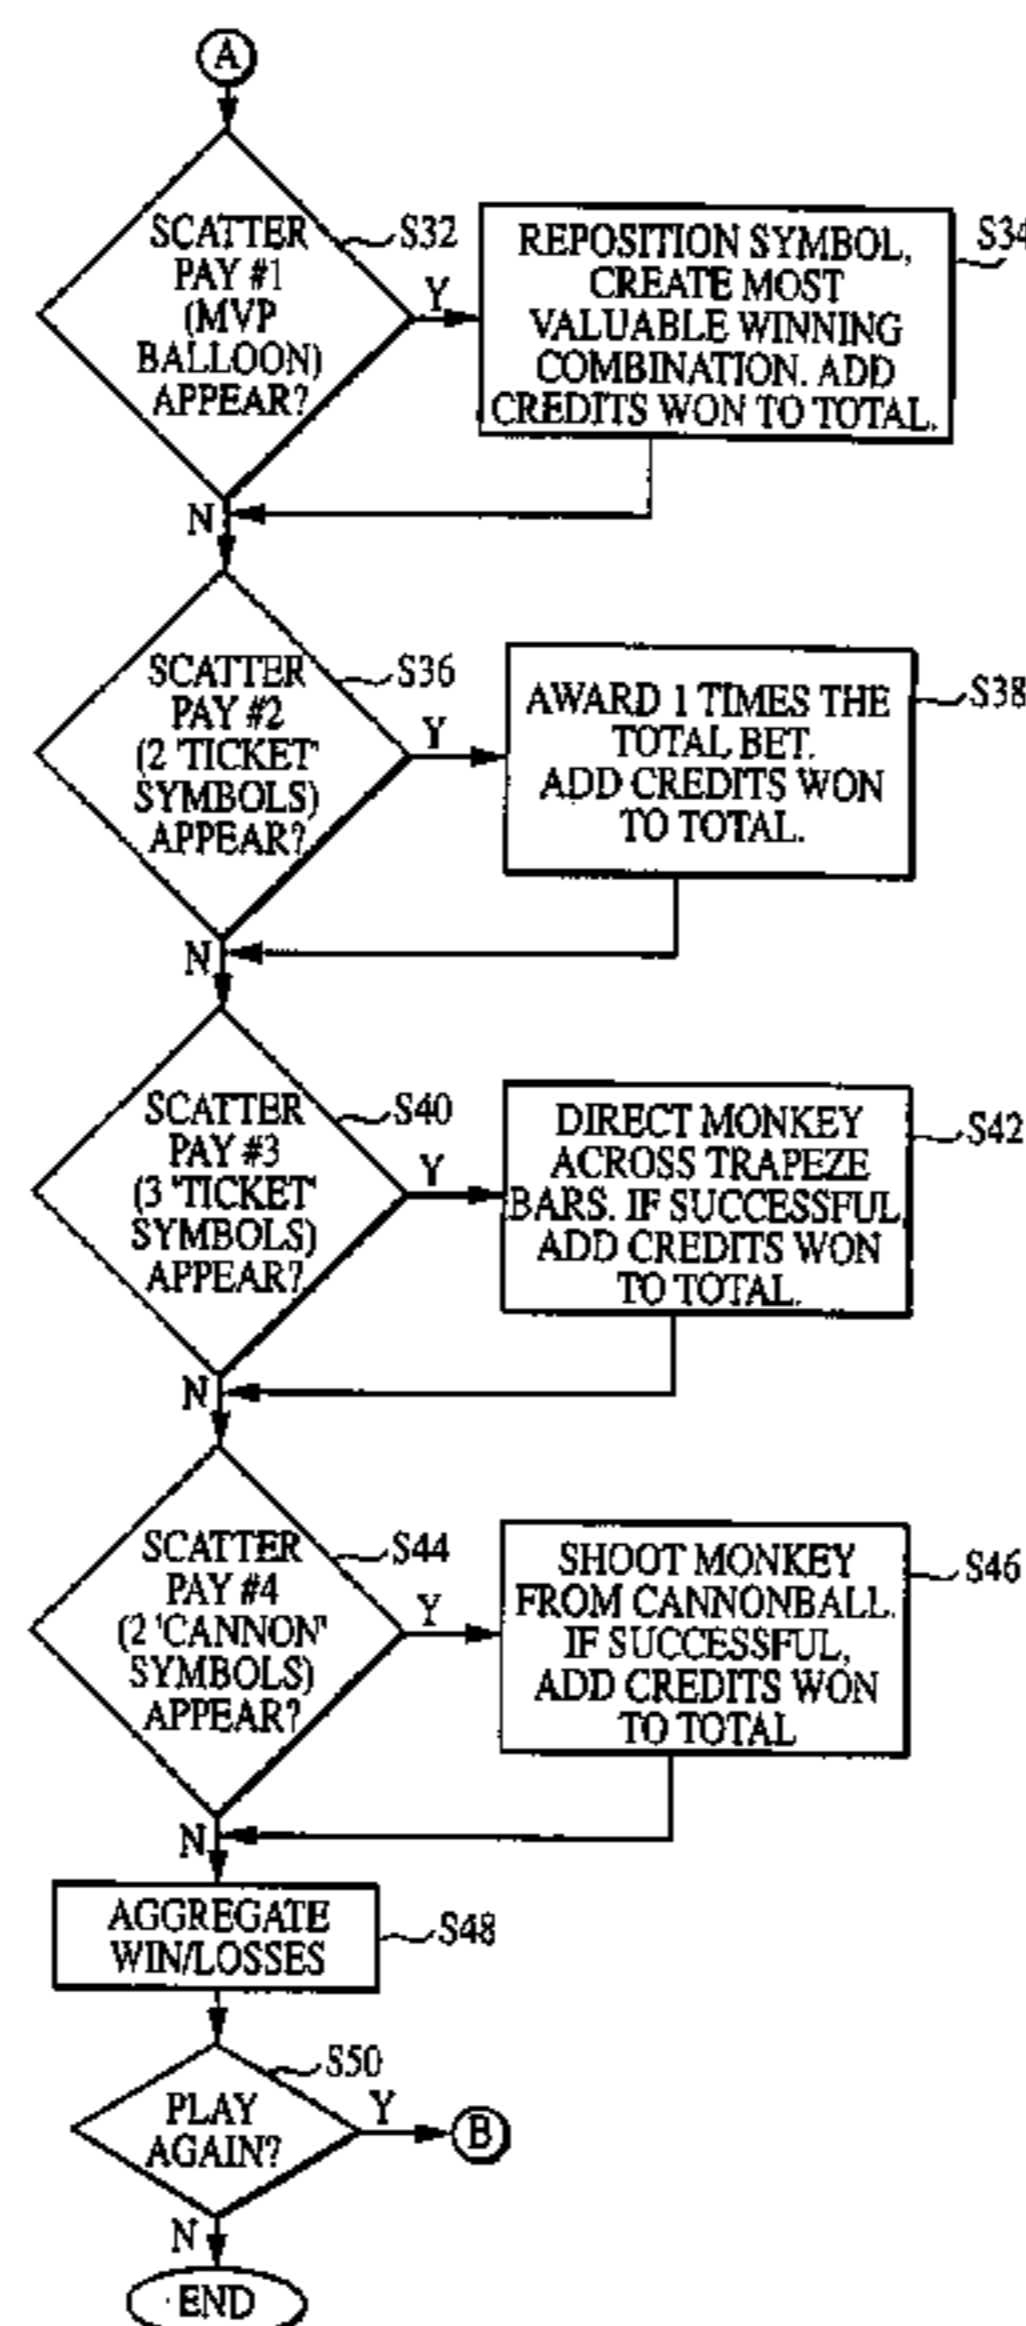 A
SCATTER
PAY #1
(MVP
BALLOON)
APPEAR?
S32
Y
REPOSITION SYMBOL,
CREATE MOST
VALUABLE WINNING
COMBINATION. ADD
CREDITS WON TO TOTAL.
S34
N
SCATTER
PAY #2
(2 'TICKET'
SYMBOLS)
APPEAR?
S36
Y
AWARD 1 TIMES THE
TOTAL BET.
ADD CREDITS WON
TO TOTAL.
S38
N
SCATTER
PAY #3
(3 'TICKET'
SYMBOLS)
APPEAR?
S40
Y
DIRECT MONKEY
ACROSS TRAPEZE
BARS. IF SUCCESSFUL,
ADD CREDITS WON
TO TOTAL.
S42
N
SCATTER
PAY #4
(2 'CANNON'
SYMBOLS)
APPEAR?
S44
Y
SHOOT MONKEY
FROM CANNONBALL.
IF SUCCESSFUL,
ADD CREDITS WON
TO TOTAL
S46
N
AGGREGATE
WIN/LOSSES
S48
PLAY
AGAIN?
S50
Y
B
N
END